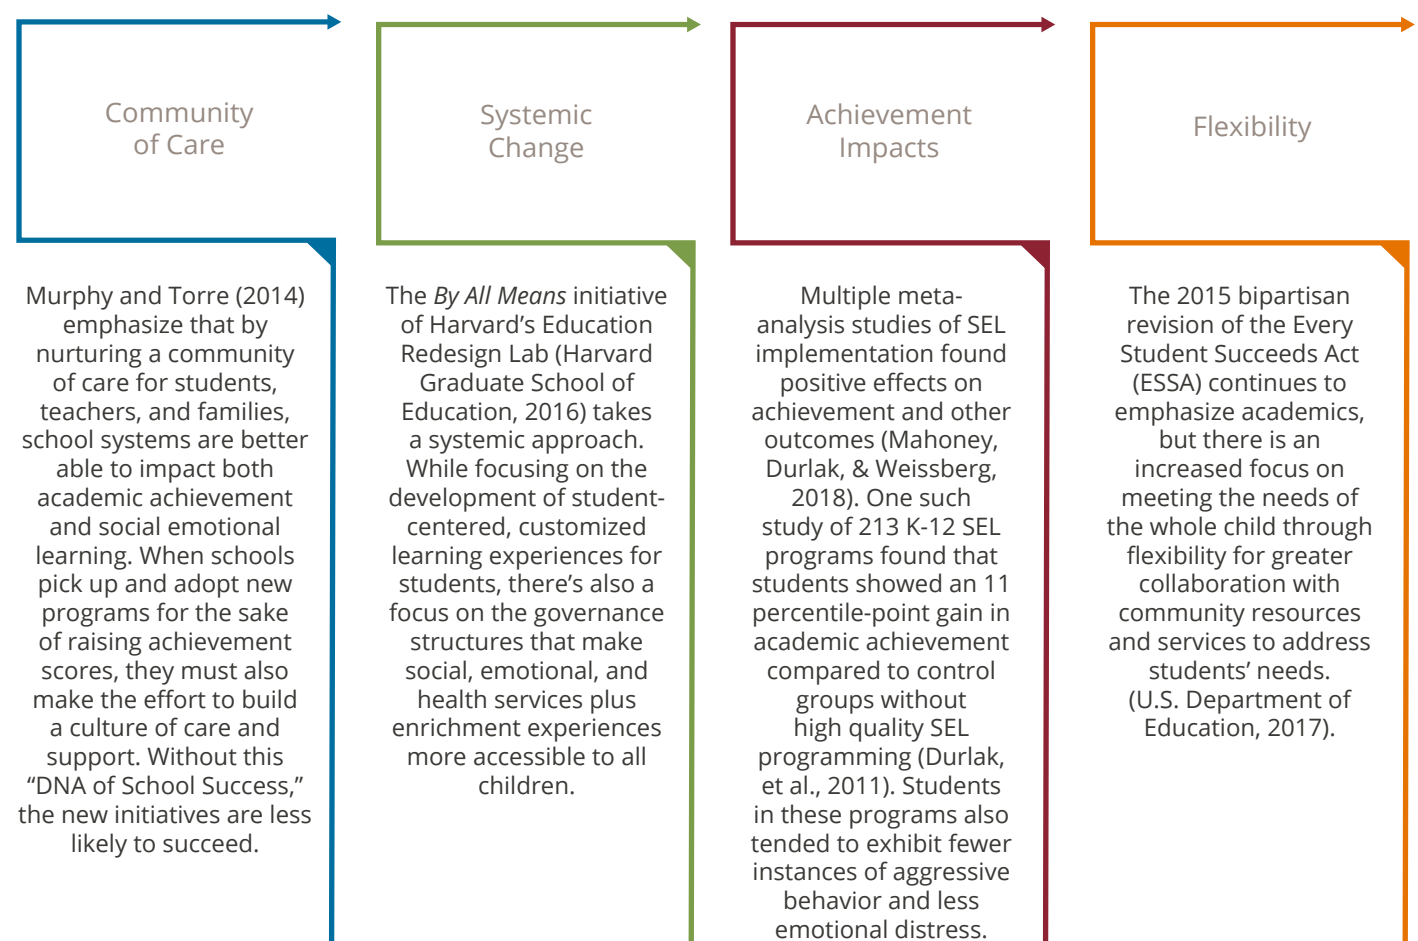 Community
of Care
Murphy and Torre (2014)
emphasize that by
nurturing a community
of care for students,
teachers, and families,
school systems are better
able to impact both
academic achievement
and social emotional
learning. When schools
pick up and adopt new
programs for the sake
of raising achievement
scores, they must also
make the effort to build
a culture of care and
support. Without this
“DNA of School Success,”
the new initiatives are less
likely to succeed.
Systemic
Change
The By All Means initiative
of Harvard’s Education
Redesign Lab (Harvard
Graduate School of
Education, 2016) takes
a systemic approach.
While focusing on the
development of student-
centered, customized
learning experiences for
students, there’s also a
focus on the governance
structures that make
social, emotional, and
health services plus
enrichment experiences
more accessible to all
children.
Achievement
Impacts
Multiple meta-
analysis studies of SEL
implementation found
positive effects on
achievement and other
outcomes (Mahoney,
Durlak, & Weissberg,
2018). One such
study of 213 K-12 SEL
programs found that
students showed an 11
percentile-point gain in
academic achievement
compared to control
groups without
high quality SEL
programming (Durlak,
et al., 2011). Students
in these programs also
tended to exhibit fewer
instances of aggressive
behavior and less
emotional distress.
Flexibility
The 2015 bipartisan
revision of the Every
Student Succeeds Act
(ESSA) continues to
emphasize academics,
but there is an
increased focus on
meeting the needs of
the whole child through
flexibility for greater
collaboration with
community resources
and services to address
students’ needs.
(U.S. Department of
Education, 2017).